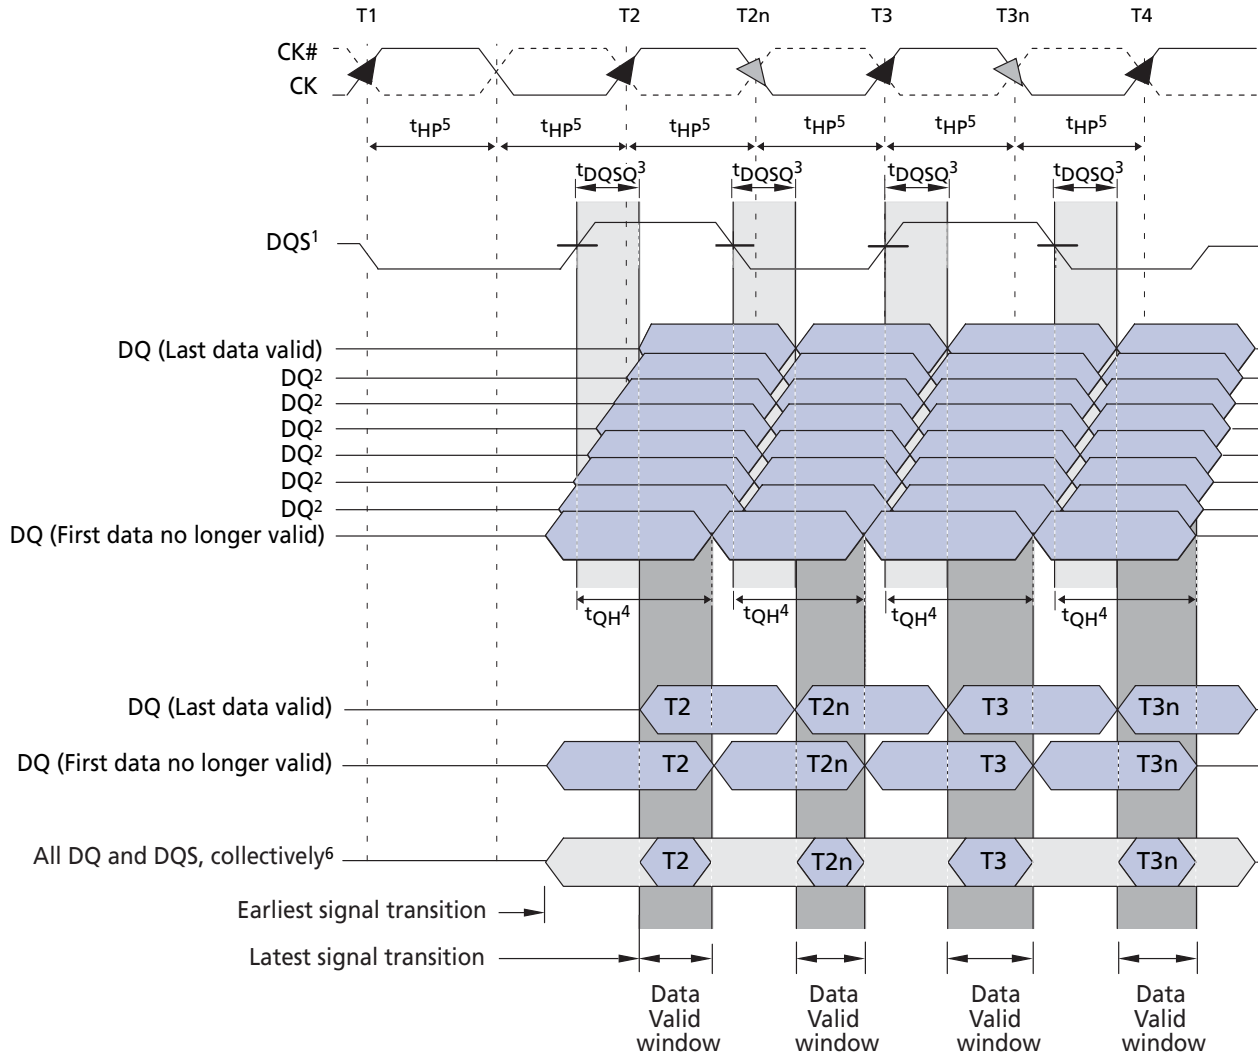 T1 T2 T2n T3 T3n T4
CK#
CK
tHP⁵ tHP⁵ tHP⁵ tHP⁵ tHP⁵ tHP⁵
tDQSQ³ tDQSQ³ tDQSQ³ tDQSQ³
DQS¹
DQ (Last data valid)
DQ²
DQ²
DQ²
DQ²
DQ²
DQ²
DQ (First data no longer valid)
tQH⁴ tQH⁴ tQH⁴ tQH⁴
DQ (Last data valid) T2 T2n T3 T3n
DQ (First data no longer valid) T2 T2n T3 T3n
All DQ and DQS, collectively⁶ T2 T2n T3 T3n
Earliest signal transition
Latest signal transition
Data Data Data Data
Valid Valid Valid Valid
window window window window